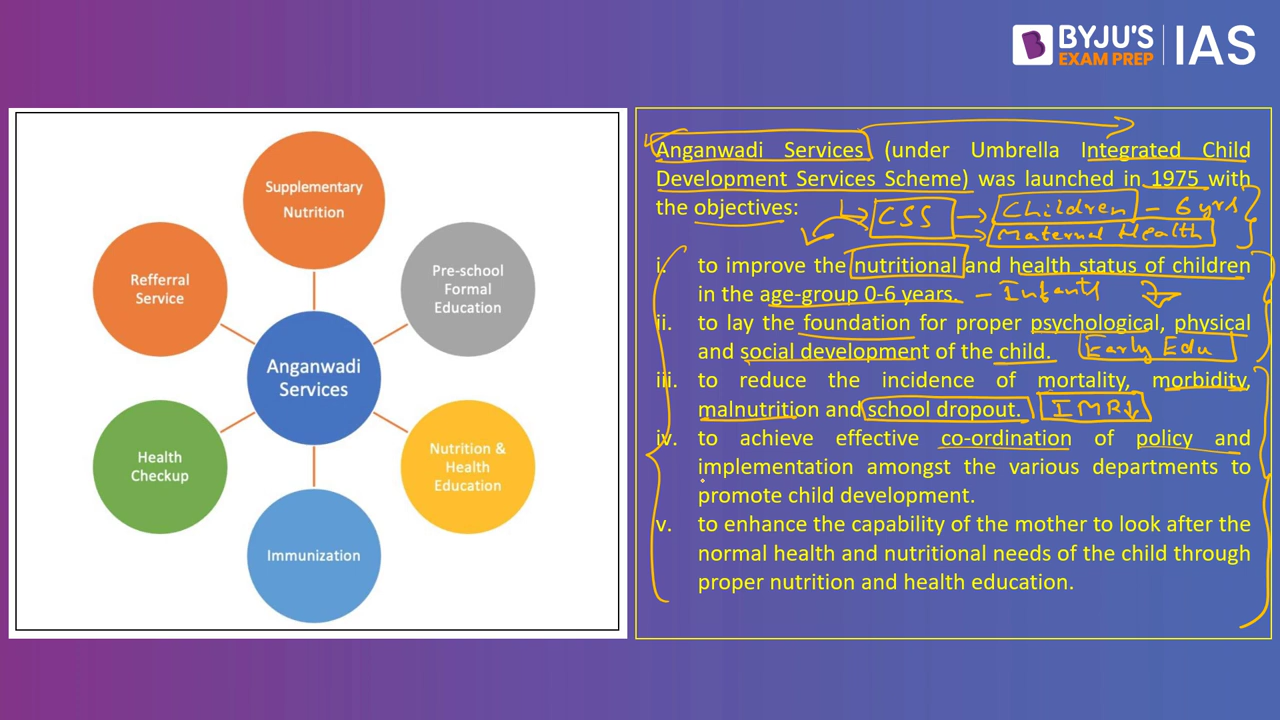 BYJU'S
EXAM PREP
IAS
Supplementary
Nutrition
Refferral
Service
Pre-school
Formal
Education
Anganwadi
Services
Health
Checkup
Nutrition &
Health
Education
Immunization
Anganwadi Services (under Umbrella Integrated Child
Development Services Scheme) was launched in 1975 with
the objectives:
CSS → Children - 6 yrs
→ Maternal Health
i. to improve the nutritional and health status of children
in the age-group 0-6 years. - Infants
ii. to lay the foundation for proper psychological, physical
and social development of the child. Early Edu
iii. to reduce the incidence of mortality, morbidity,
malnutrition and school dropout. IMR↓
iv. to achieve effective co-ordination of policy and
implementation amongst the various departments to
promote child development.
v. to enhance the capability of the mother to look after the
normal health and nutritional needs of the child through
proper nutrition and health education.